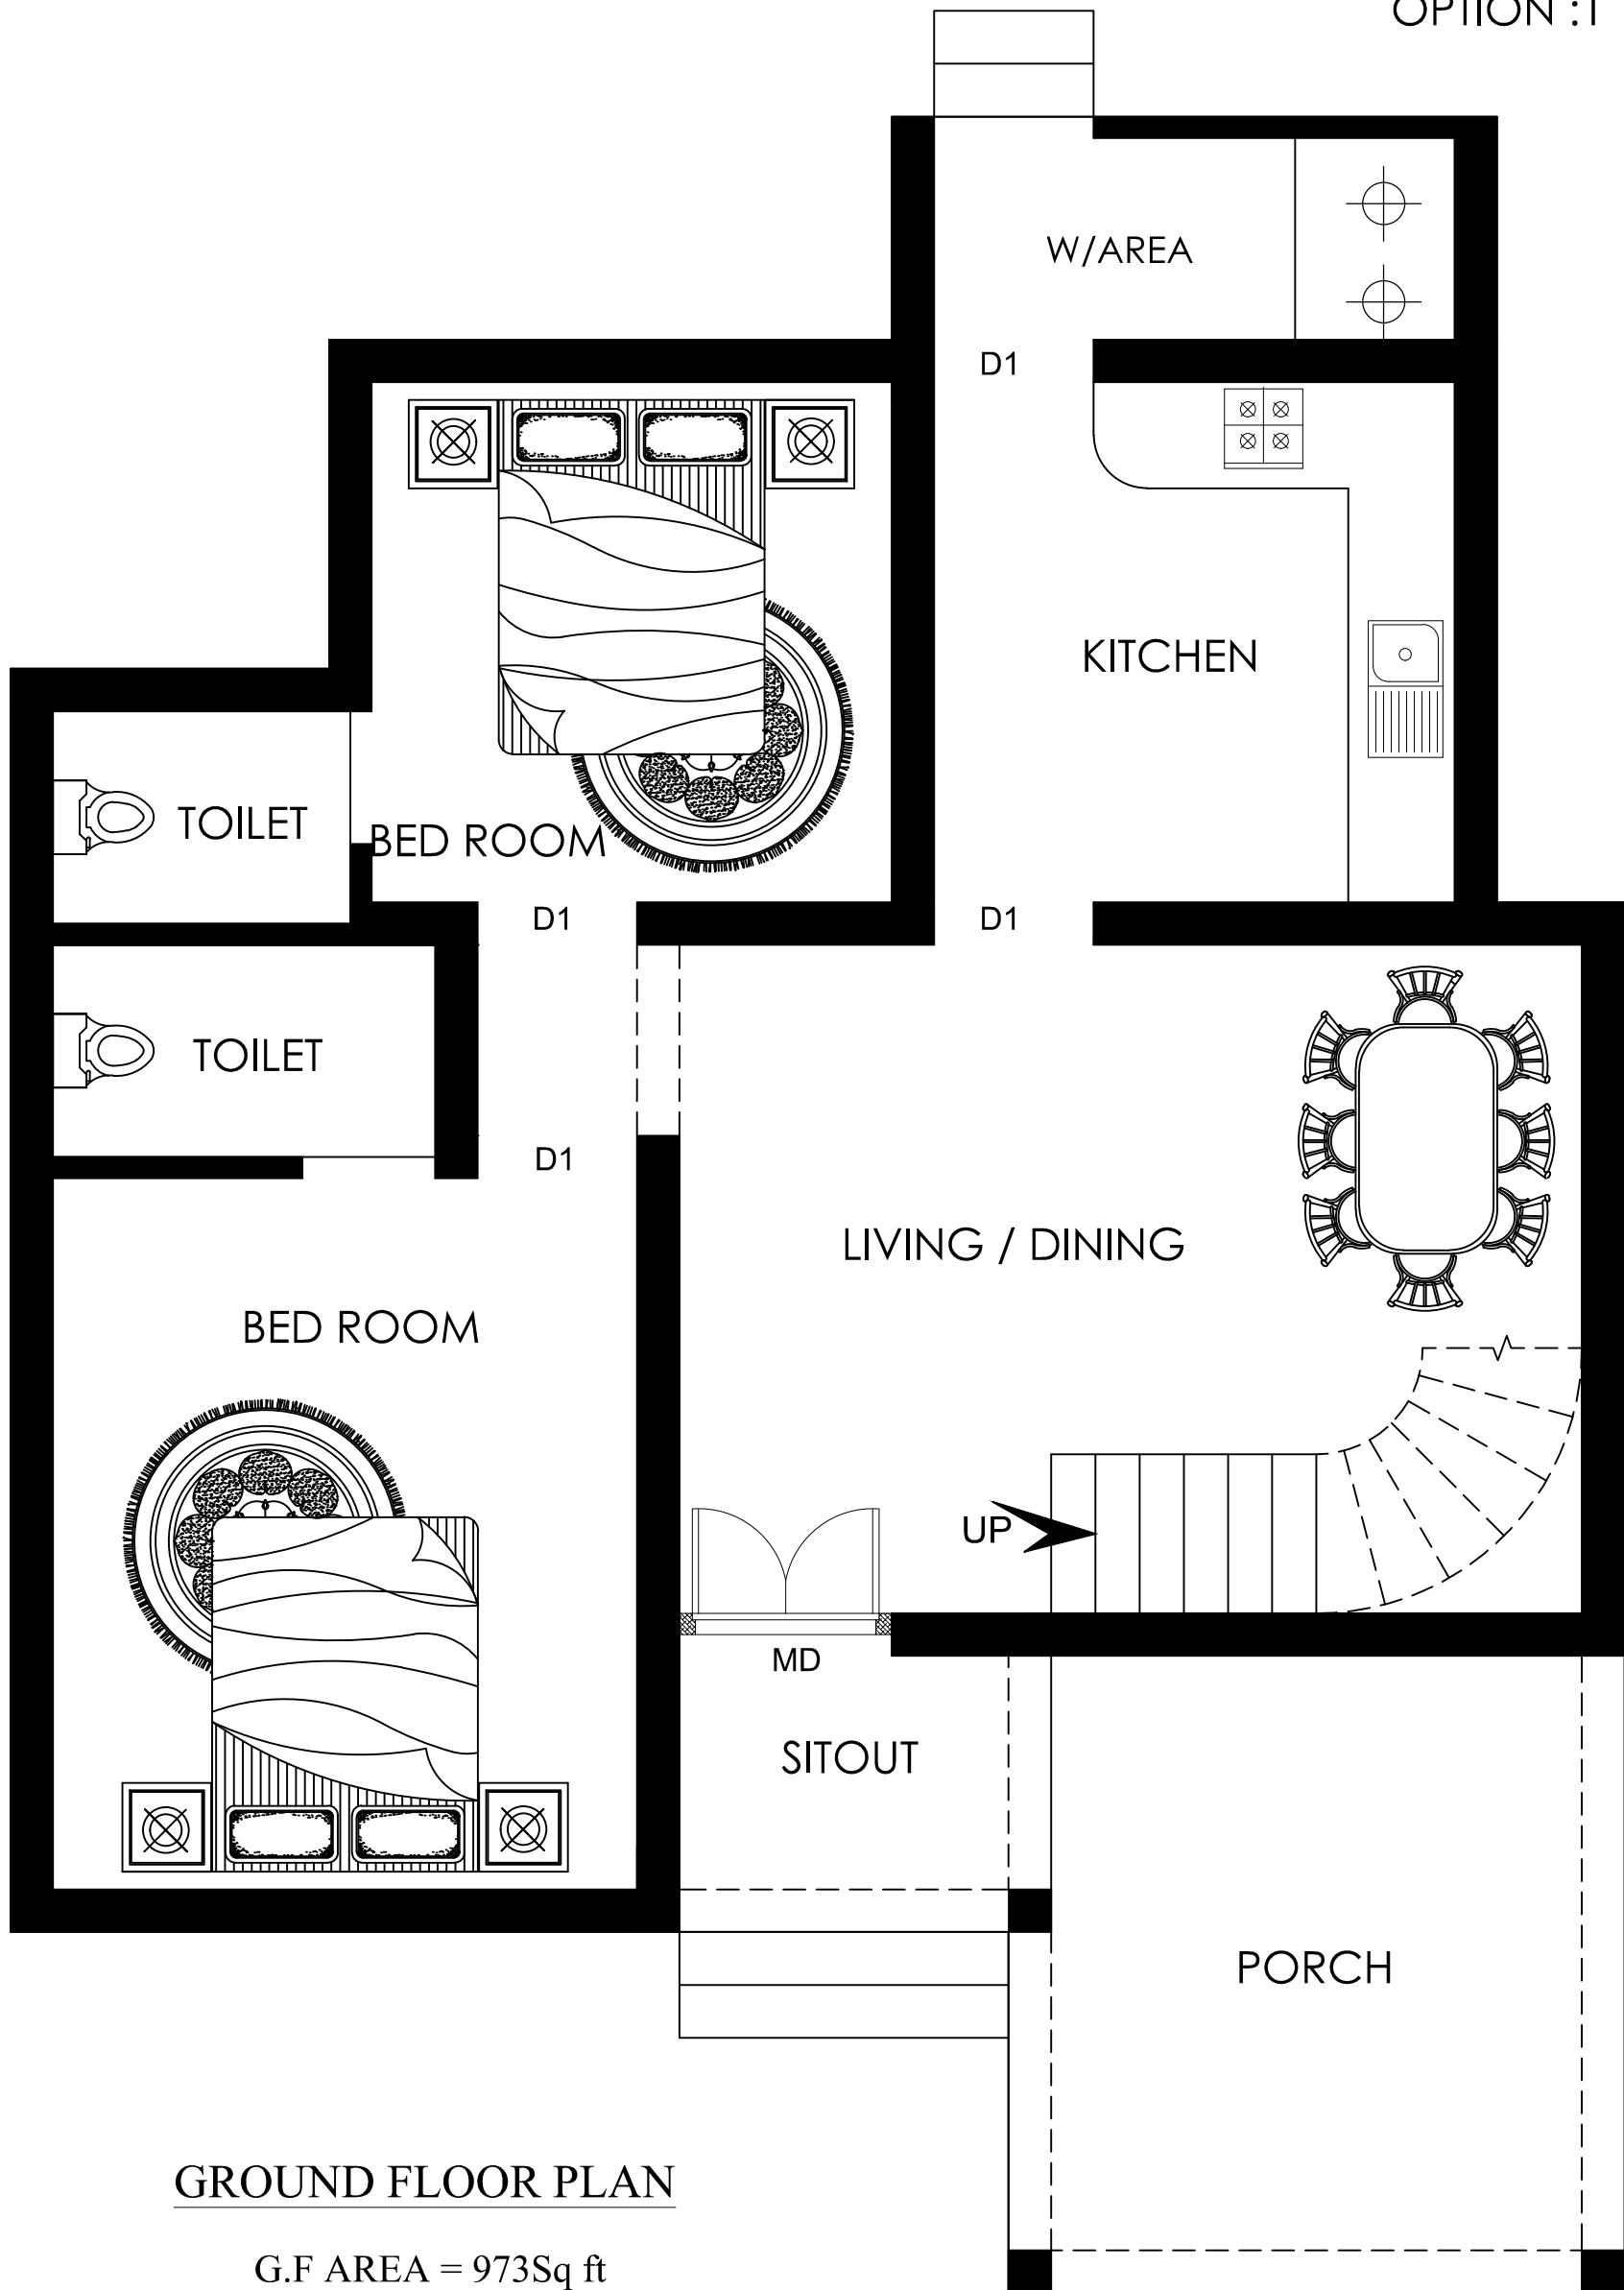 OPTION :1
W/AREA
D1
KITCHEN
TOILET
BED ROOM
D1
D1
TOILET
D1
LIVING / DINING
BED ROOM
UP
MD
SITOUT
PORCH
GROUND FLOOR PLAN
G.F AREA = 973Sq ft